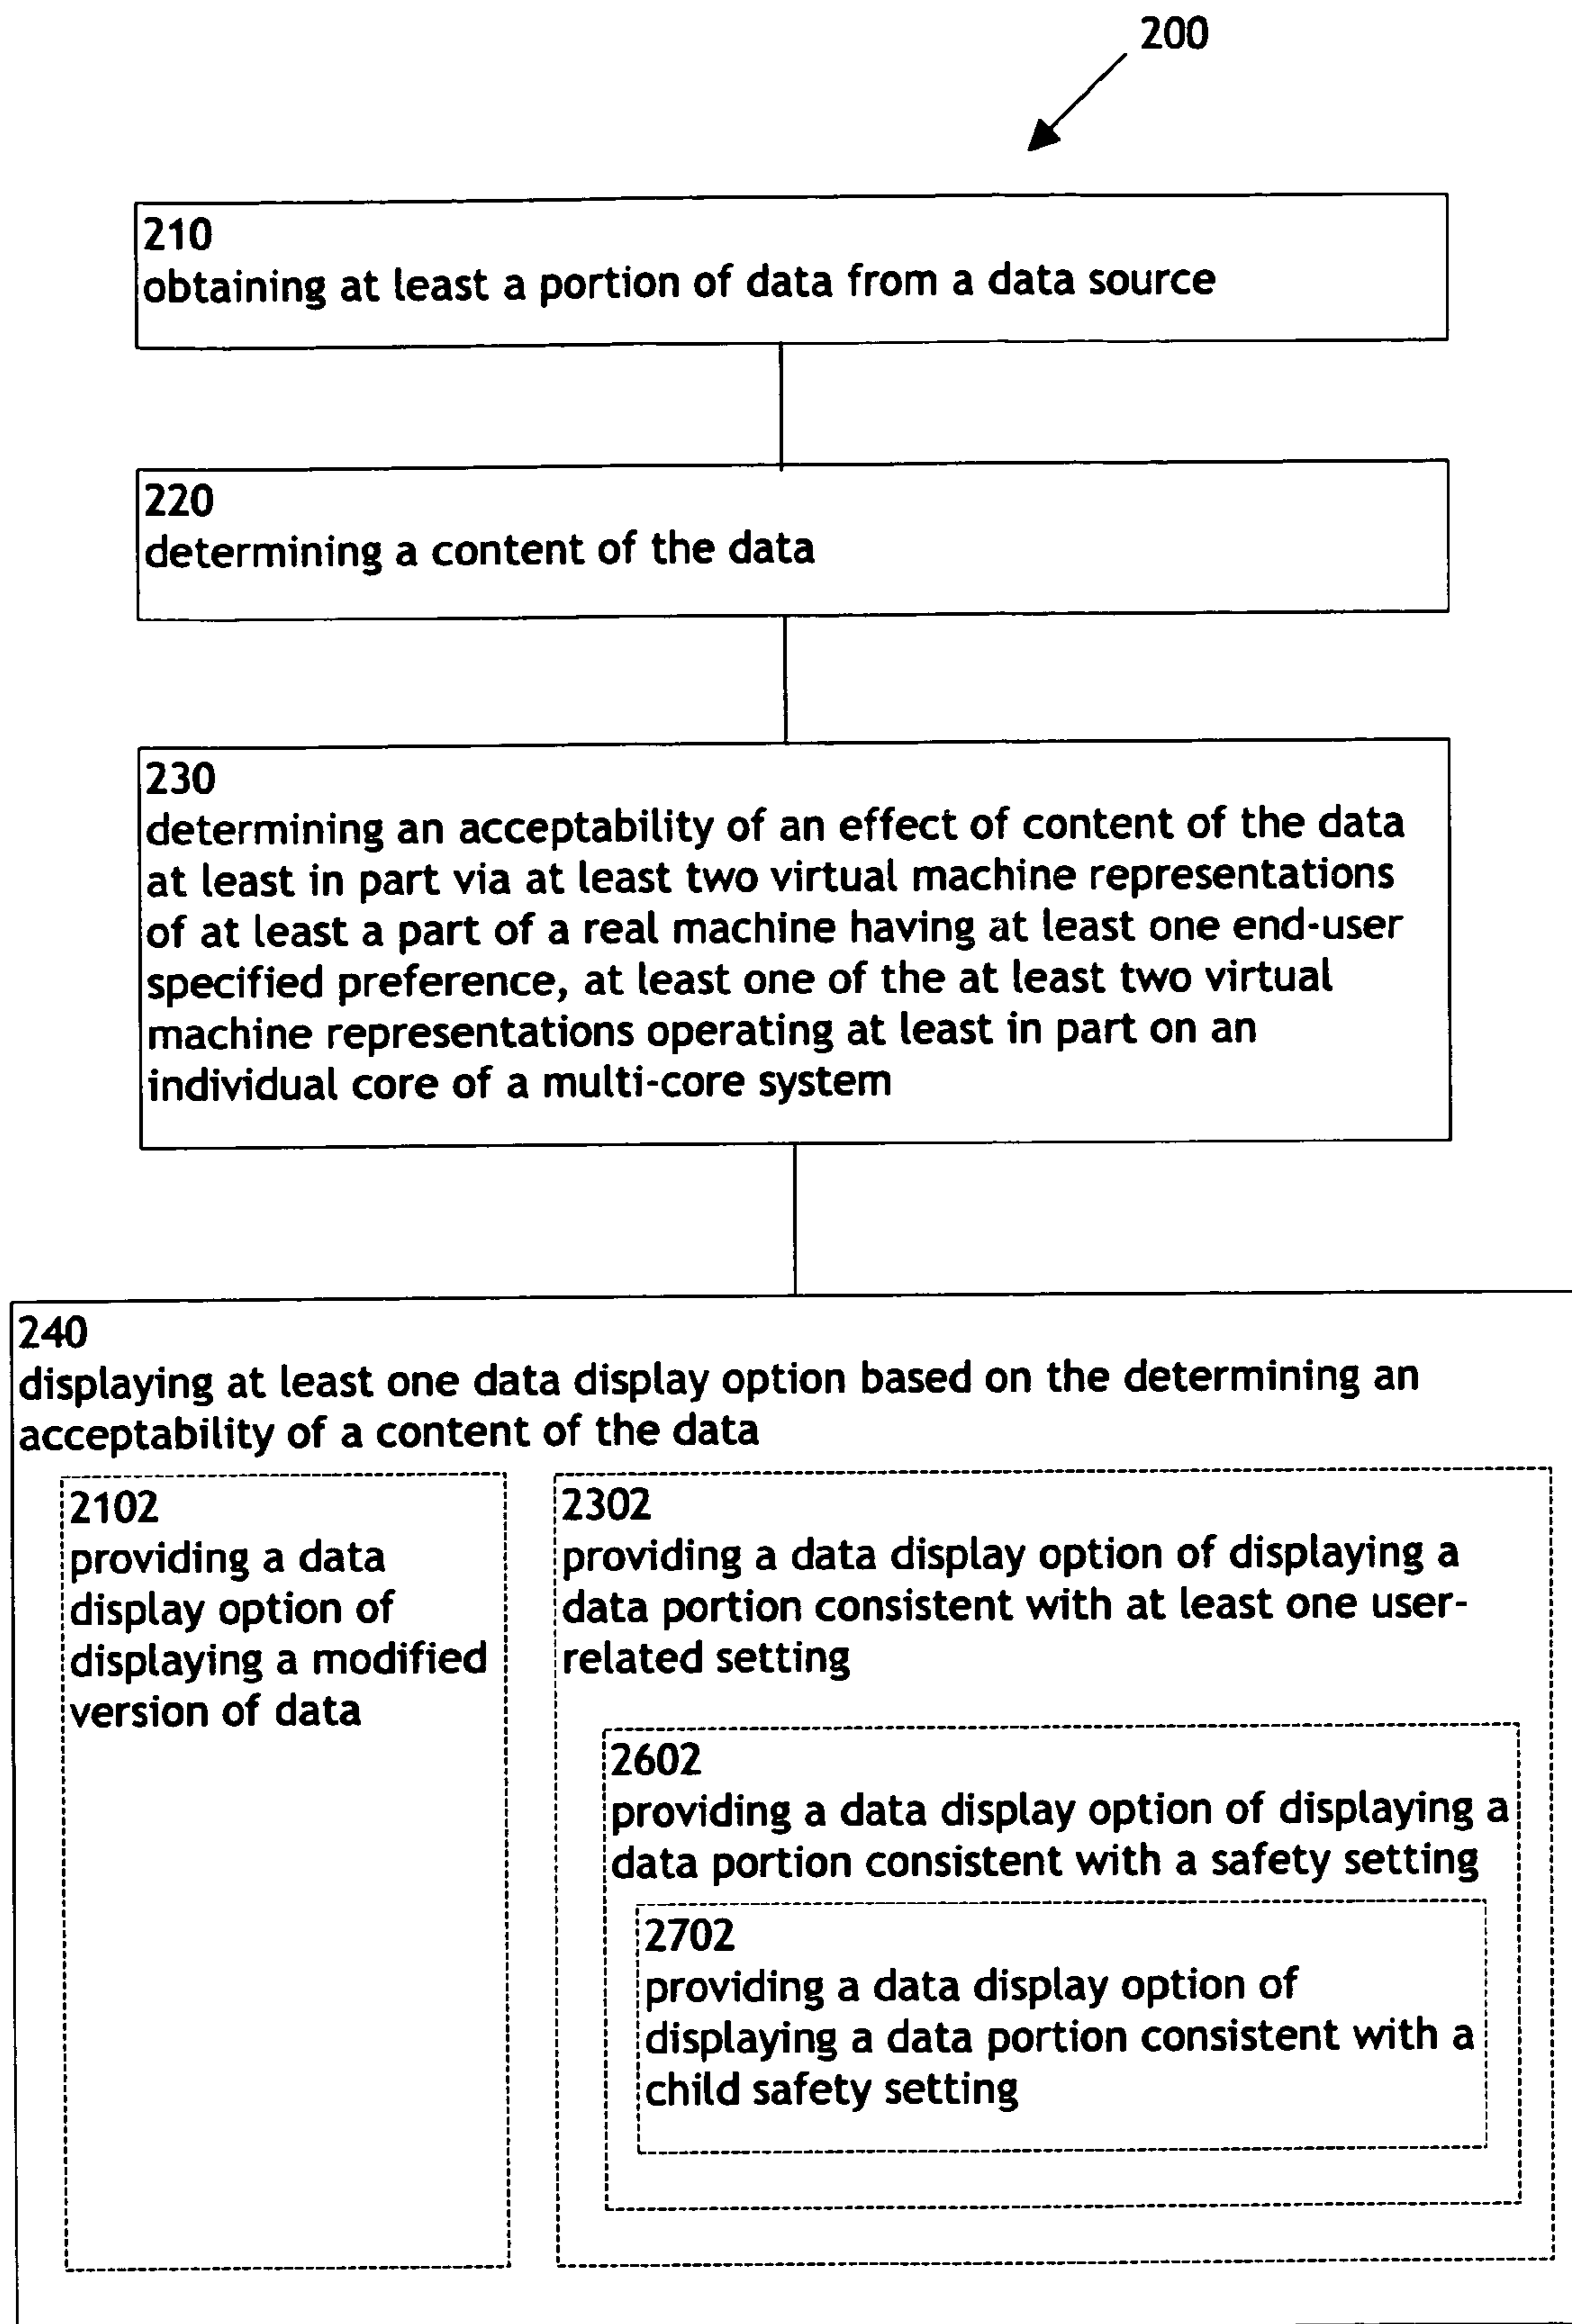 200
210
obtaining at least a portion of data from a data source
220
determining a content of the data
230
determining an acceptability of an effect of content of the data
at least in part via at least two virtual machine representations
of at least a part of a real machine having at least one end-user
specified preference, at least one of the at least two virtual
machine representations operating at least in part on an
individual core of a multi-core system
240
displaying at least one data display option based on the determining an
acceptability of a content of the data
2102
providing a data
display option of
displaying a modified
version of data
2302
providing a data display option of displaying a
data portion consistent with at least one user-
related setting
2602
providing a data display option of displaying a
data portion consistent with a safety setting
2702
providing a data display option of
displaying a data portion consistent with a
child safety setting